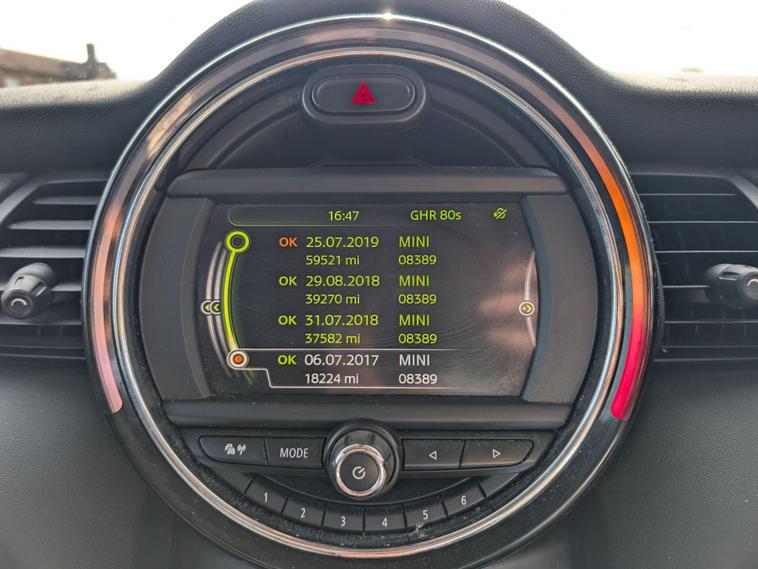 16:47 GHR 80s
OK 25.07.2019 MINI
59521 mi 08389
OK 29.08.2018 MINI
39270 mi 08389
OK 31.07.2018 MINI
37582 mi 08389
OK 06.07.2017 MINI
18224 mi 08389
MODE
1 2 3 4 5 6